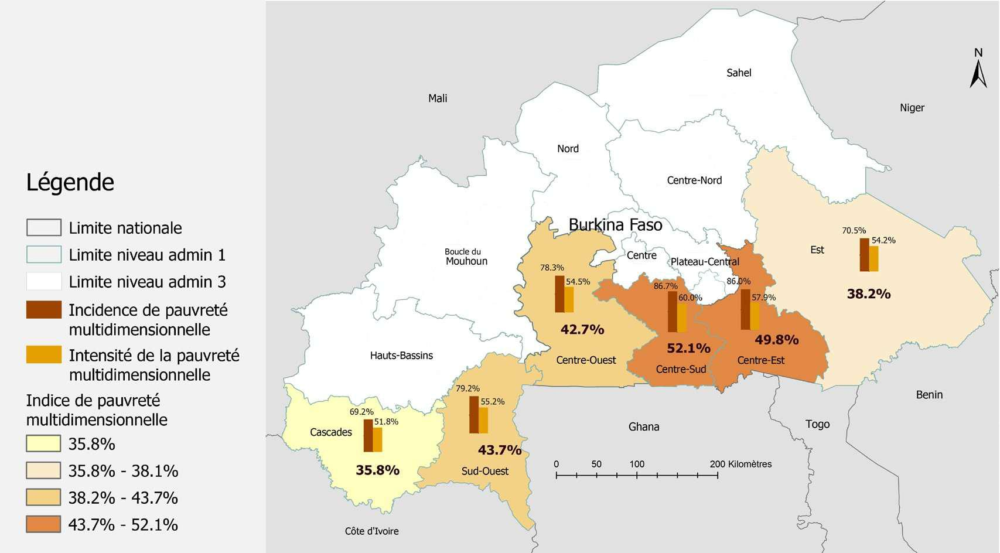 Légende
Limite nationale
Limite niveau admin 1
Limite niveau admin 3
Incidence de pauvreté
multidimensionnelle
Intensité de la pauvreté
multidimensionnelle
Indice de pauvreté
multidimensionnelle
35.8%
35.8% - 38.1%
38.2% - 43.7%
43.7% - 52.1%
N
Sahel
Mali
Niger
Nord
Centre-Nord
Burkina Faso
Boucle du
Mouhoun
Centre
Plateau-Central
Est
70.5%
54.2%
38.2%
78.3%
54.5%
42.7%
Centre-Ouest
86.7%
60.0%
52.1%
Centre-Sud
86.0%
57.9%
49.8%
Centre-Est
Hauts-Bassins
79.2%
55.2%
43.7%
Sud-Ouest
69.2%
51.8%
Cascades
35.8%
Benin
Ghana
Togo
0 50 100 200 Kilomètres
Côte d'Ivoire